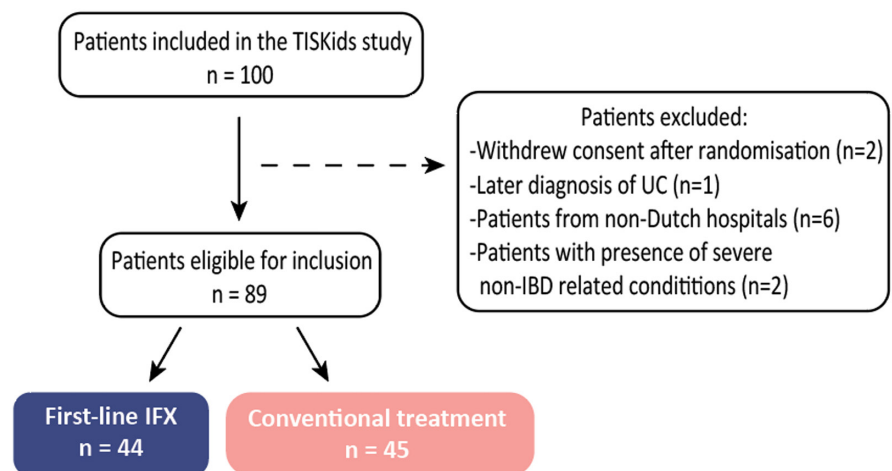 Patients included in the TISKids study
n = 100
Patients excluded:
-Withdrew consent after randomisation (n=2)
-Later diagnosis of UC (n=1)
-Patients from non-Dutch hospitals (n=6)
-Patients with presence of severe
non-IBD related condititions (n=2)
Patients eligible for inclusion
n = 89
First-line IFX
n = 44
Conventional treatment
n = 45